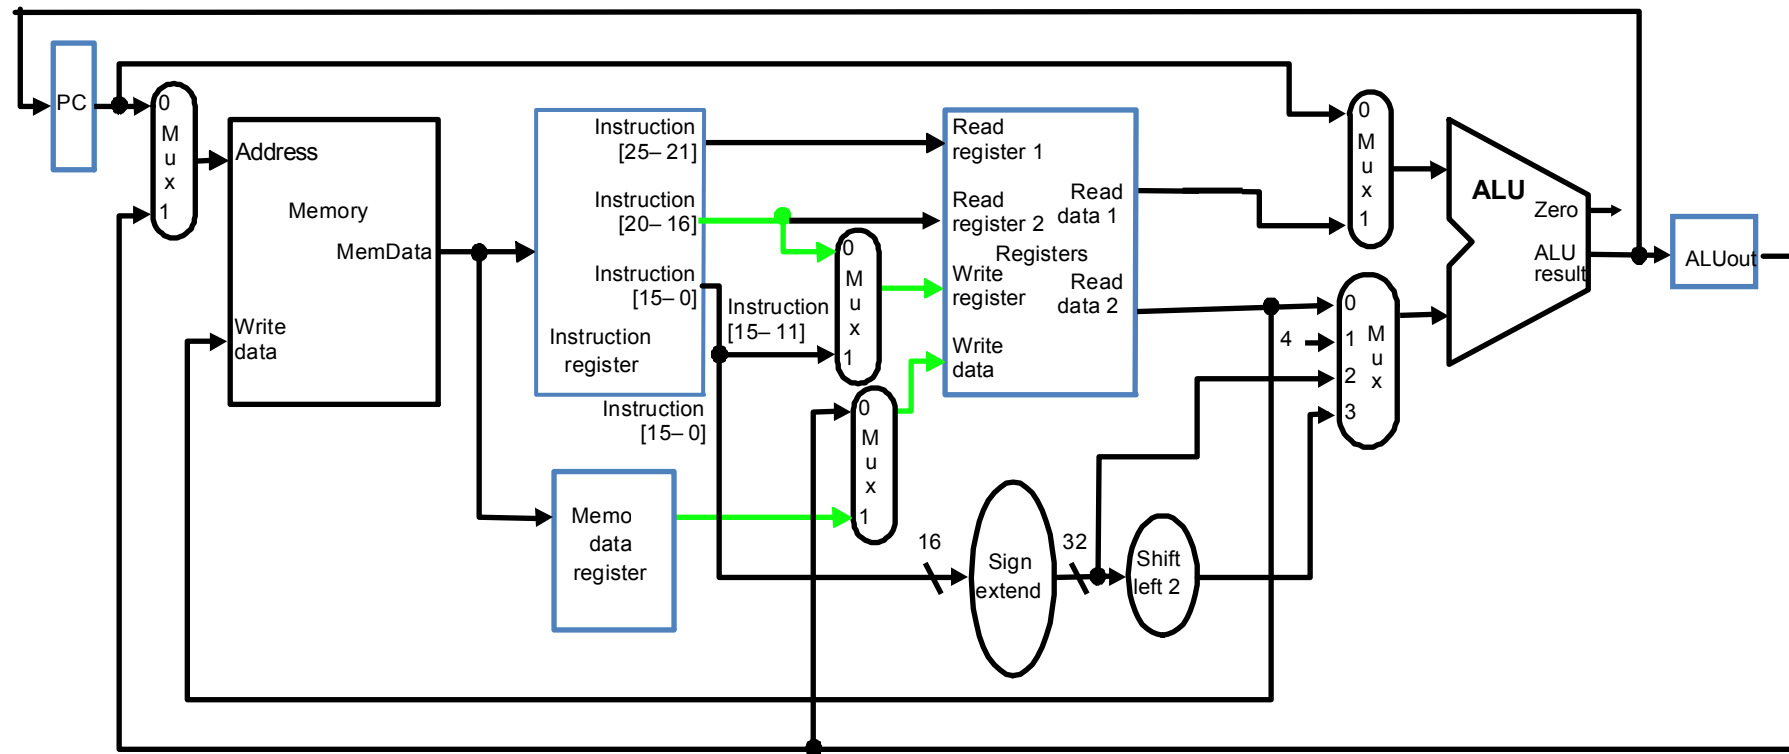 PC
0
M
u
x
1
Address
Memory
MemData
Write
data
Instruction
[25– 21]
Instruction
[20– 16]
Instruction
[15– 0]
Instruction
register
Instruction
[15– 11]
Instruction
[15– 0]
Memo
data
register
0
M
u
x
1
0
M
u
x
1
Read
register 1
Read
register 2
Registers
Write
register
Write
data
Read
data 1
Read
data 2
16
Sign
extend
32
Shift
left 2
0
M
u
x
1
4
0
1
2
3
M
u
x
ALU
Zero
ALU
result
ALUout